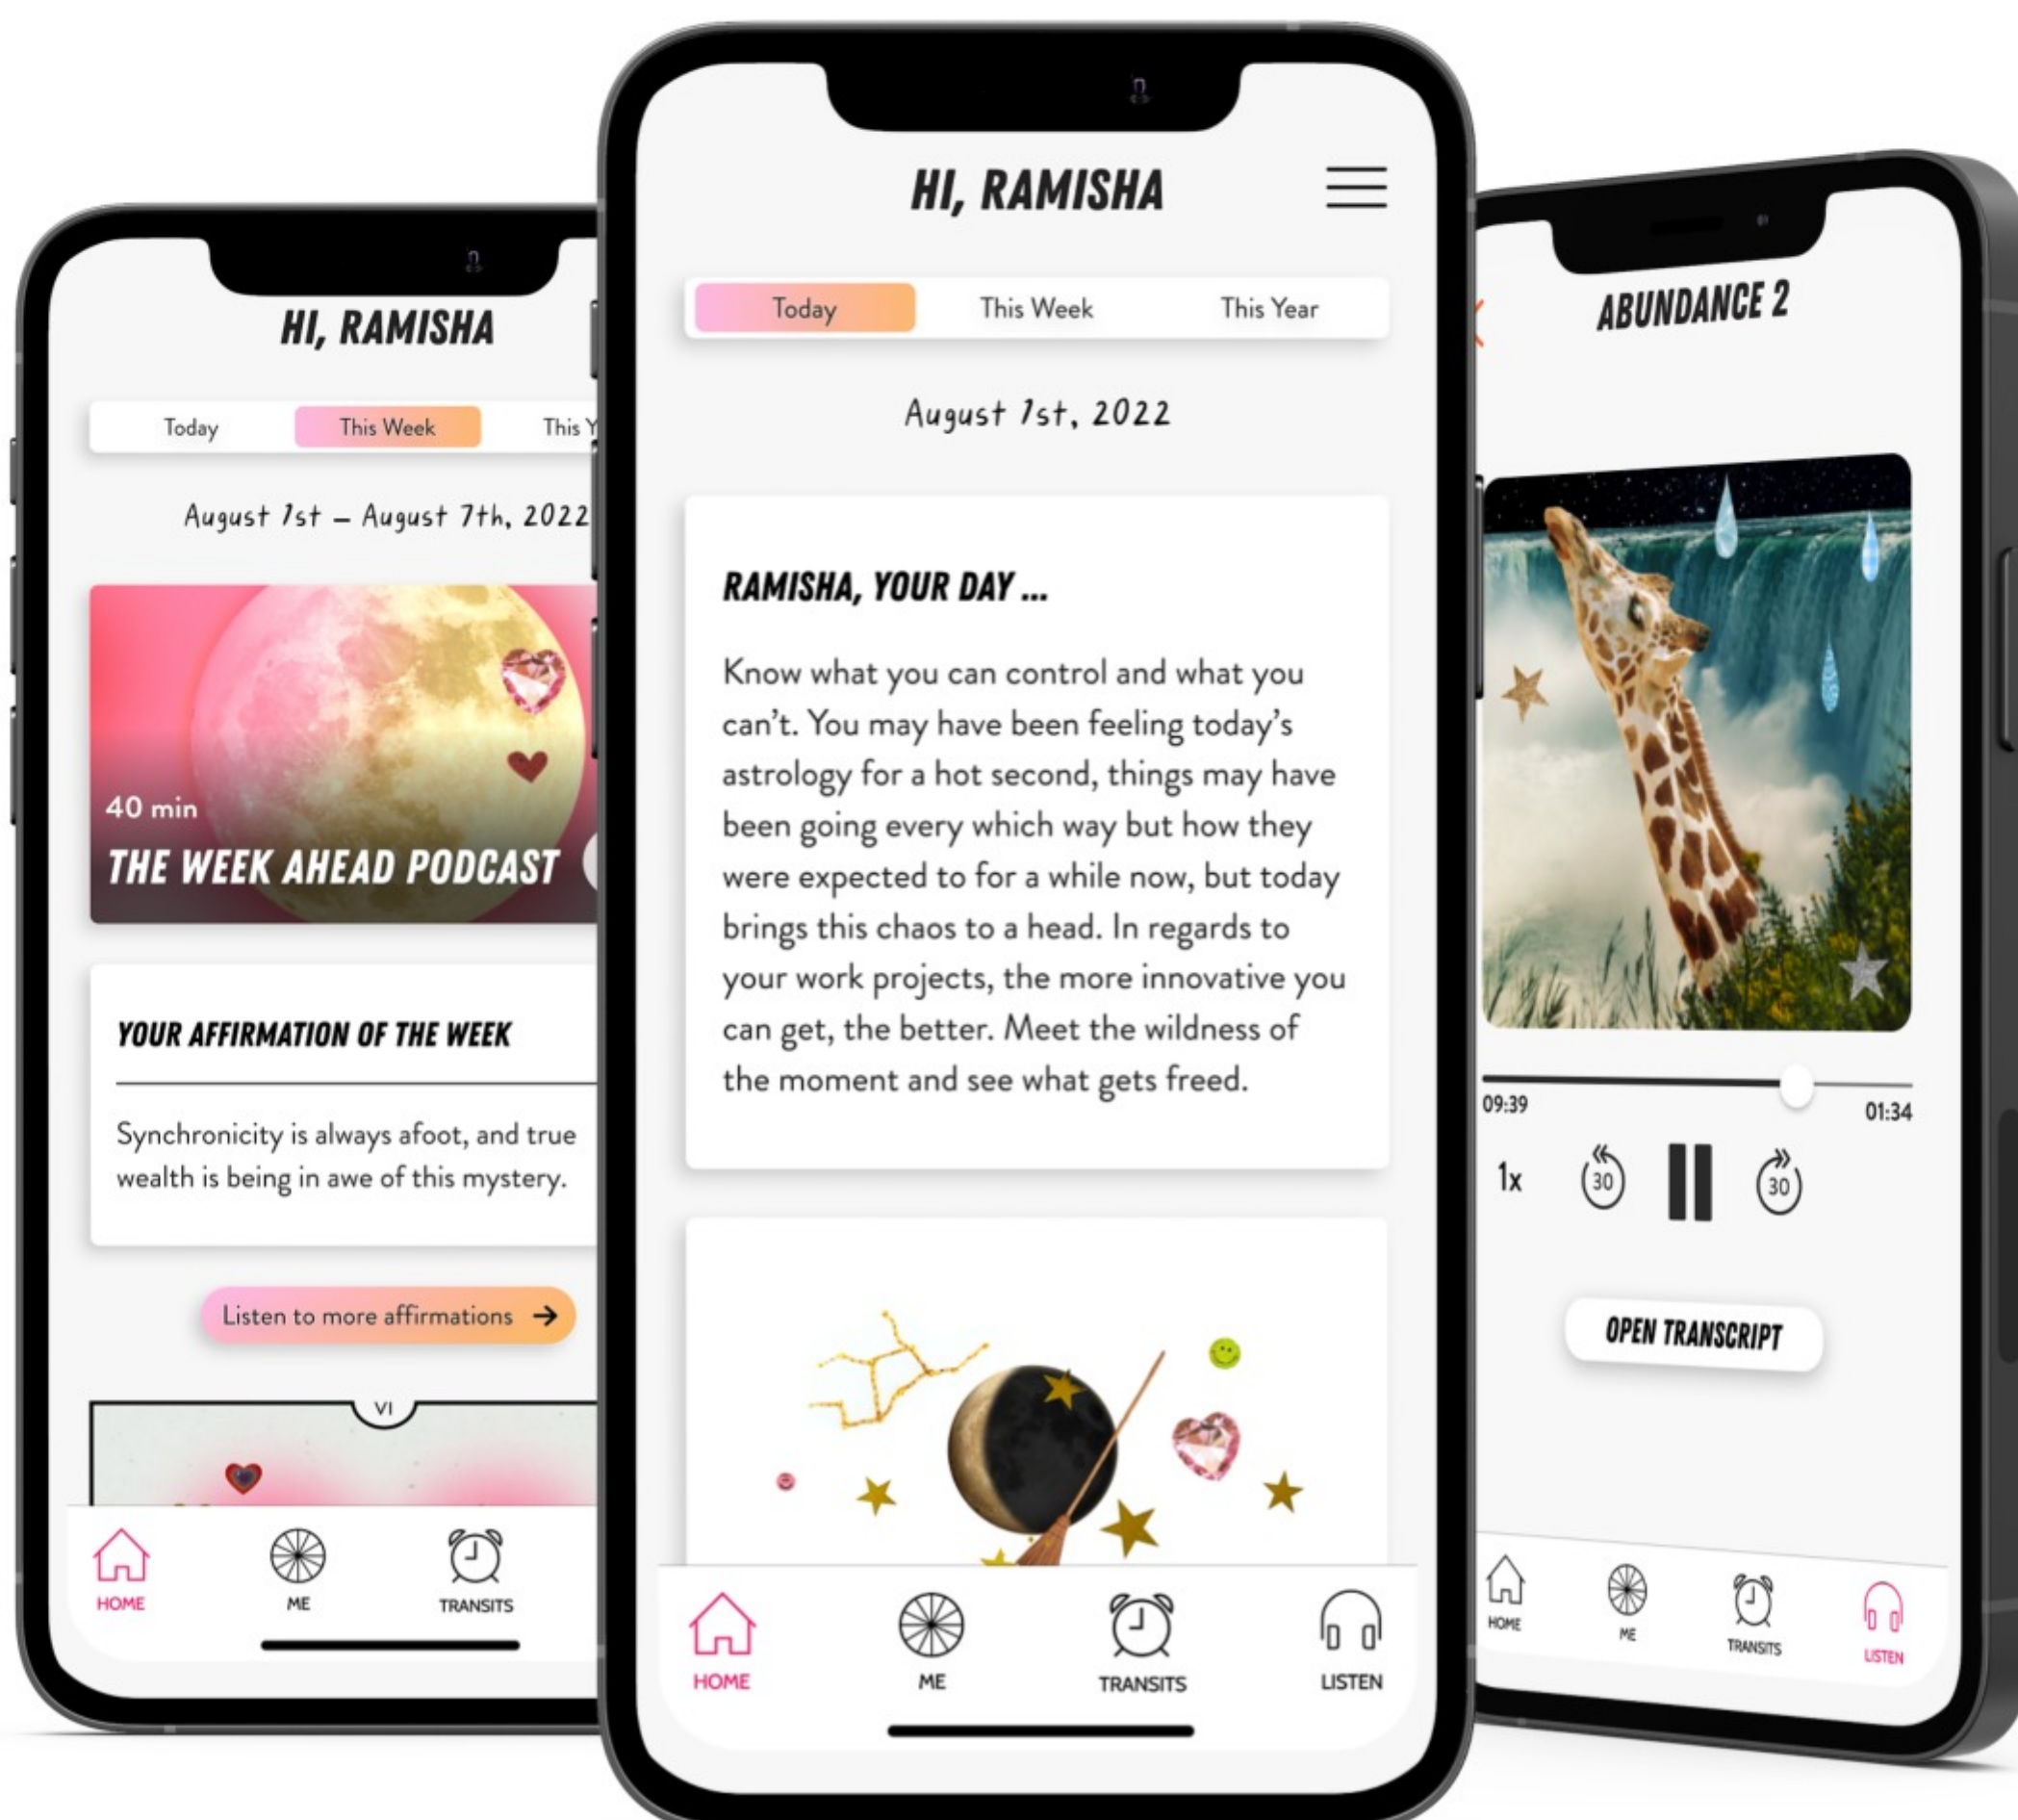 HI, RAMISHA
Today
This Week
This Y
August 1st – August 7th, 2022
40 min
THE WEEK AHEAD PODCAST
YOUR AFFIRMATION OF THE WEEK
Synchronicity is always afoot, and true
wealth is being in awe of this mystery.
Listen to more affirmations →
VI
HOME
ME
TRANSITS
HI, RAMISHA
Today
This Week
This Year
August 1st, 2022
RAMISHA, YOUR DAY ...
Know what you can control and what you
can’t. You may have been feeling today’s
astrology for a hot second, things may have
been going every which way but how they
were expected to for a while now, but today
brings this chaos to a head. In regards to
your work projects, the more innovative you
can get, the better. Meet the wildness of
the moment and see what gets freed.
HOME
ME
TRANSITS
LISTEN
ABUNDANCE 2
09:39
01:34
1x
30
30
OPEN TRANSCRIPT
HOME
ME
TRANSITS
LISTEN